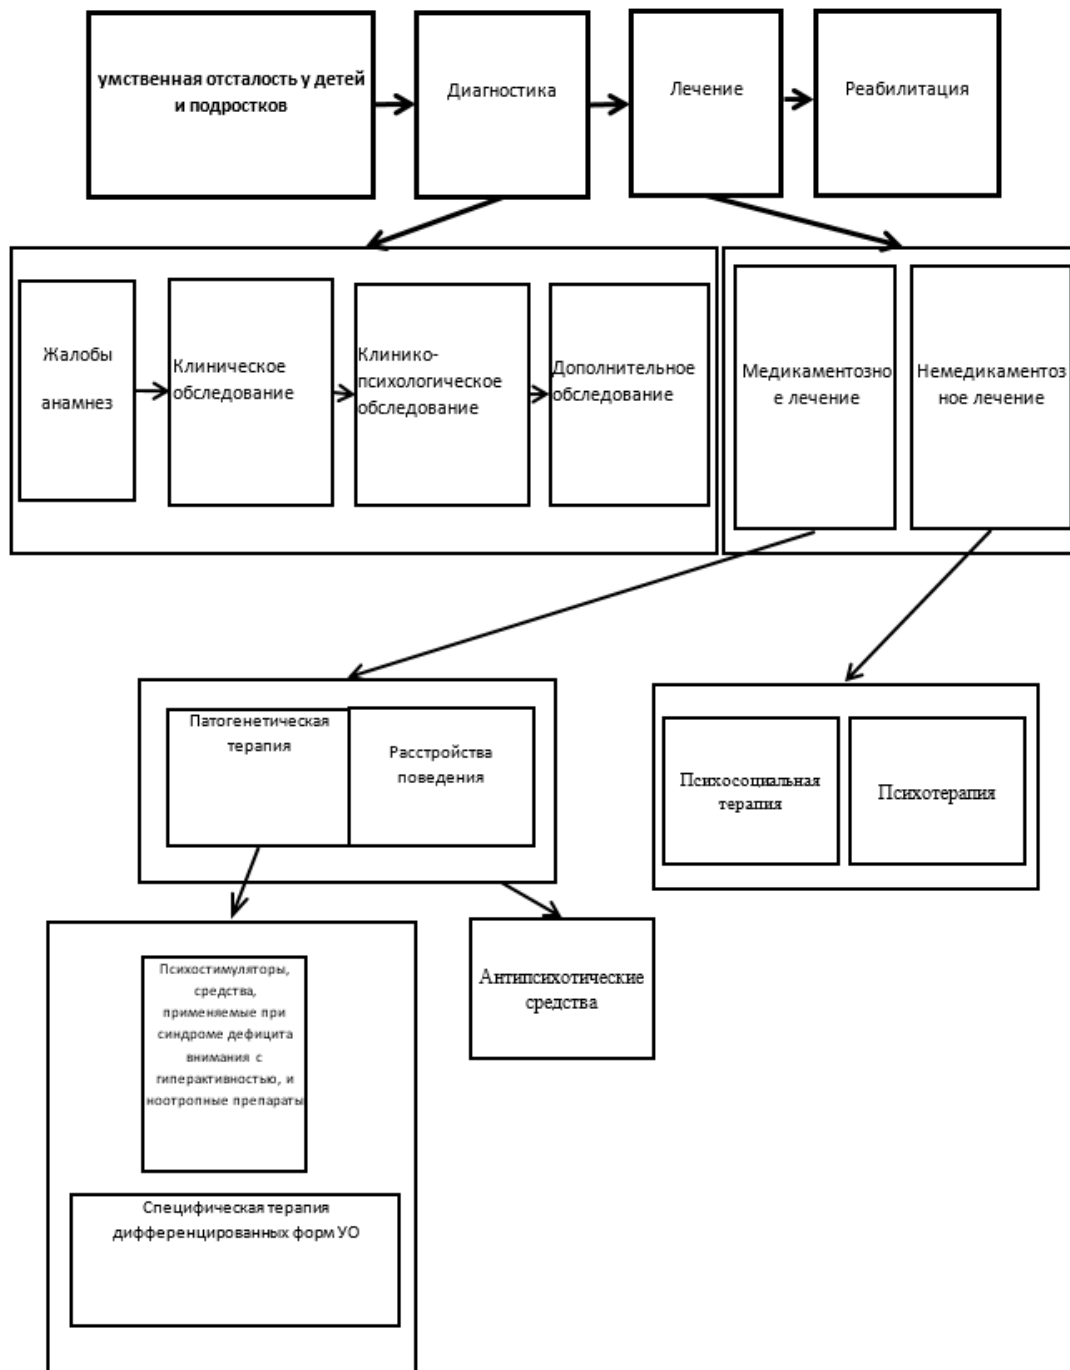 умственная отсталость у детей
и подростков
Диагностика
Лечение
Реабилитация
Жалобы
анамнез
Клиническое
обследование
Клинико-
психологическое
обследование
Дополнительное
обследование
Медикаментозно
е лечение
Немедикаментоз
ное лечение
Патогенетическая
терапия
Расстройства
поведения
Психосоциальная
терапия
Психотерапия
Психостимуляторы,
средства,
применяемые при
синдроме дефицита
внимания с
гиперактивностью, и
ноотропные препараты
Антипсихотические
средства
Специфическая терапия
дифференцированных форм УО